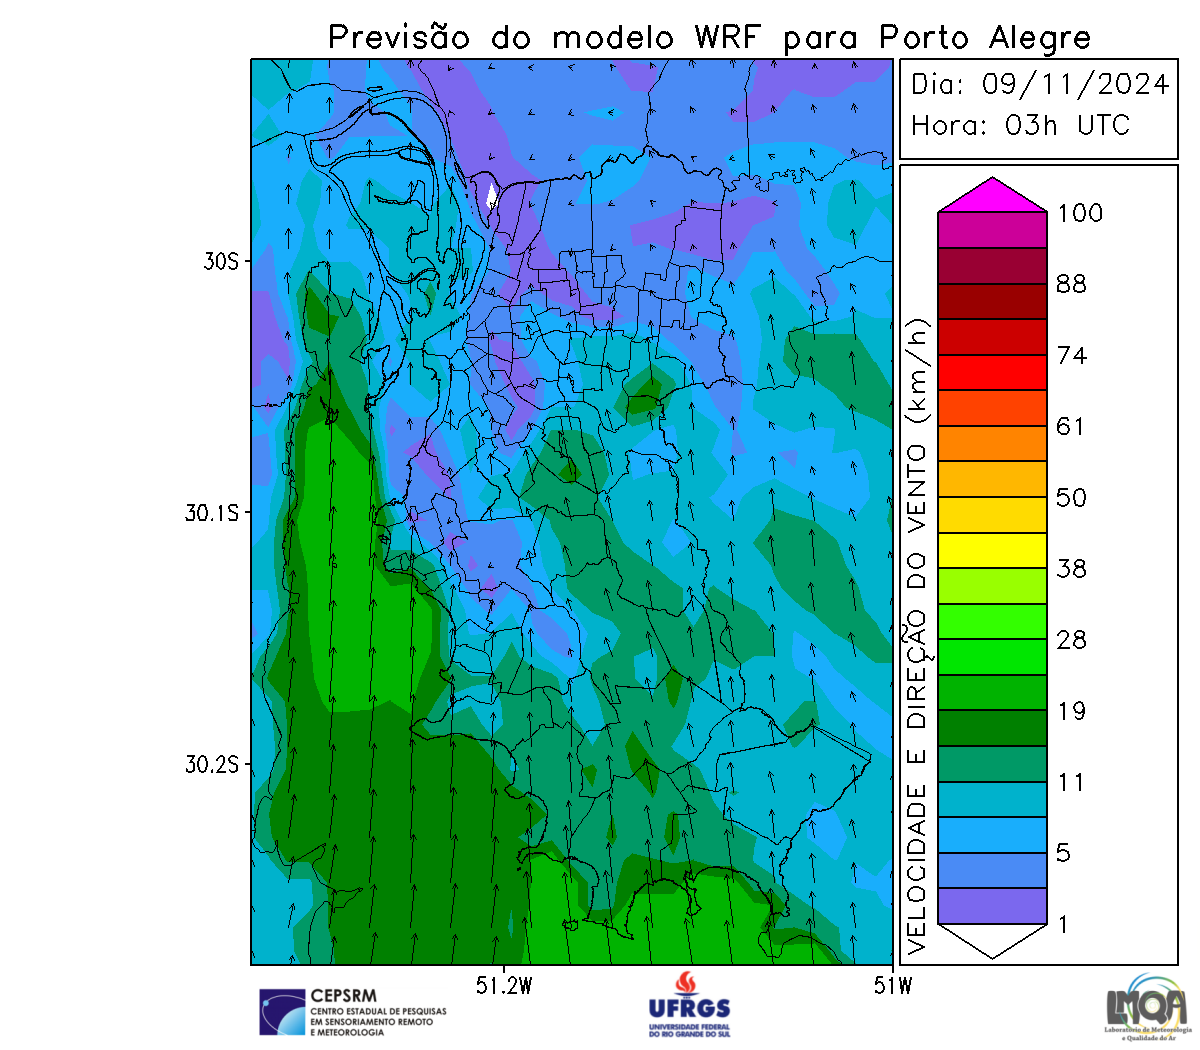 Previsão do modelo WRF para Porto Alegre
Dia: 09/11/2024
Hora: 03h UTC
30S
30.1S
30.2S
51.2W
51W
VELOCIDADE E DIREÇÃO DO VENTO (km/h)
100
88
74
61
50
38
28
19
11
5
1
CEPSRM
CENTRO ESTADUAL DE PESQUISAS
EM SENSORIAMENTO REMOTO
E METEOROLOGIA
UFRGS
UNIVERSIDADE FEDERAL
DO RIO GRANDE DO SUL
LMQA
Laboratório de Meteorologia
e Qualidade do Ar